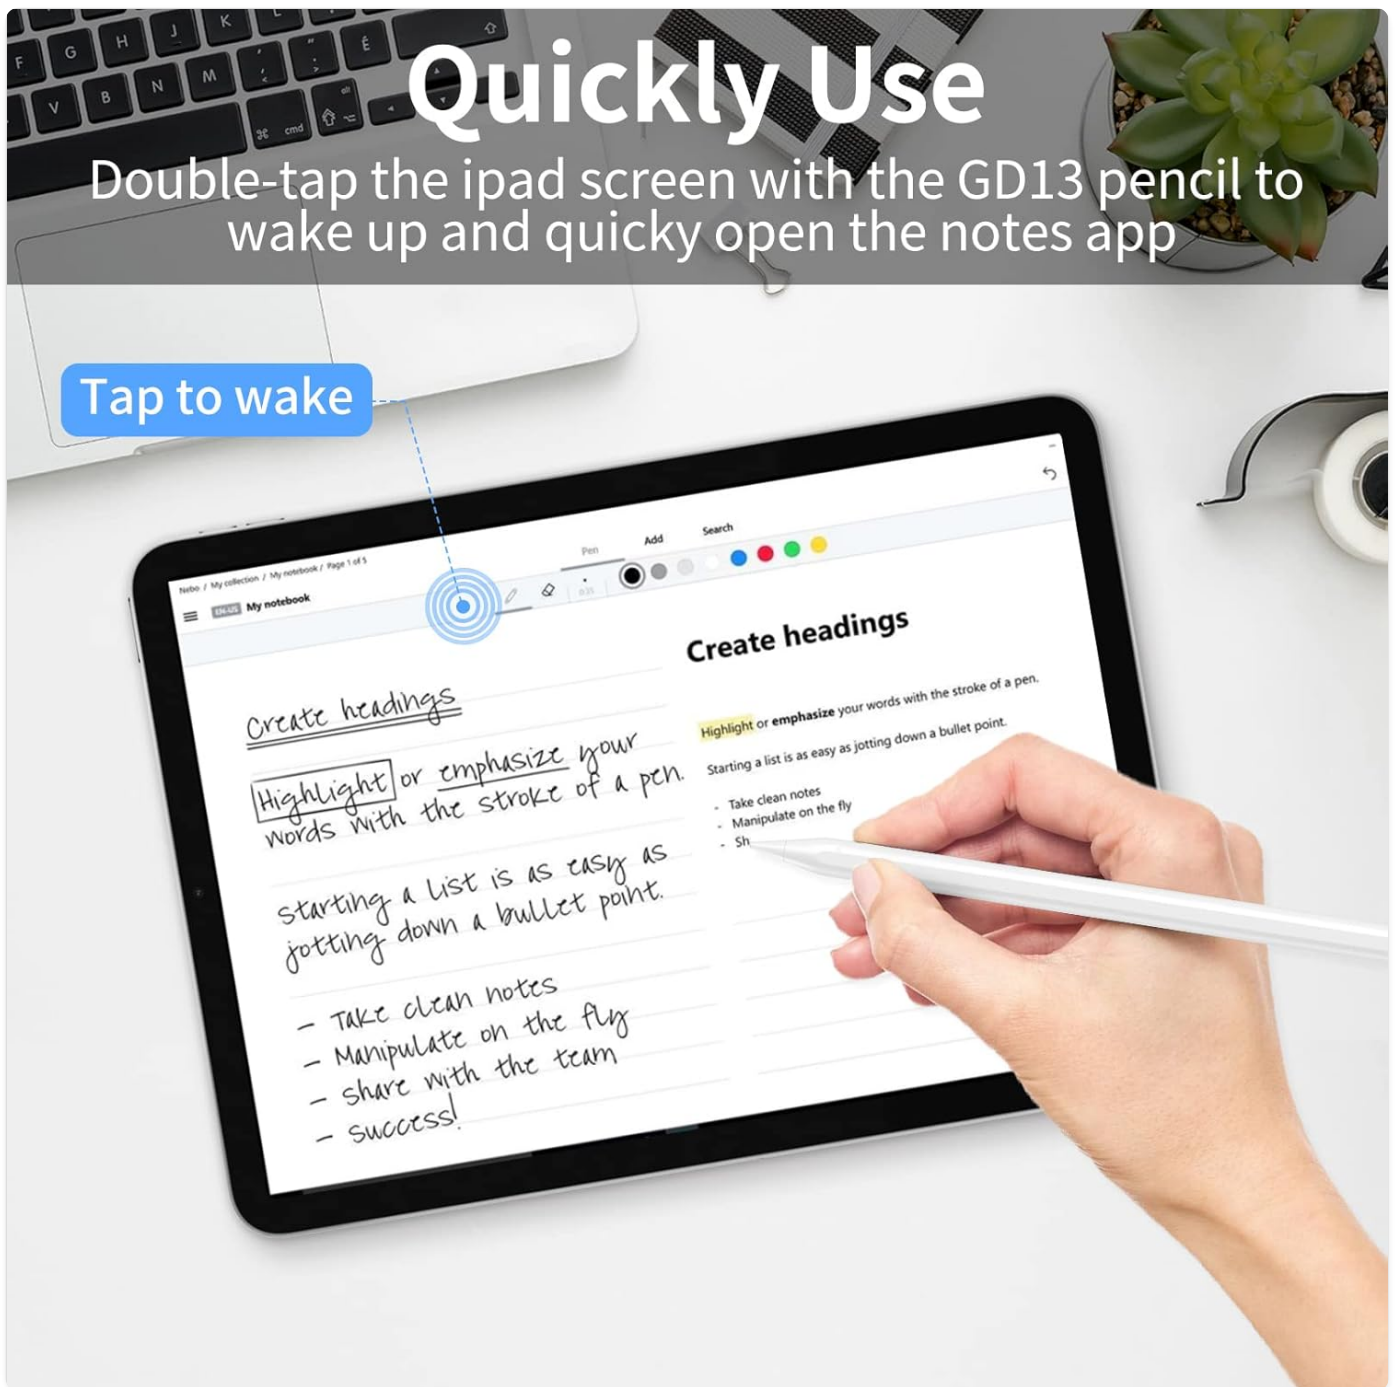 Quickly Use
Double-tap the ipad screen with the GD13 pencil to
wake up and quicky open the notes app
F G H J K É
V B N M
cmd
Tap to wake
Nebo / My collection / My notebook / Page 1 of 5
EN-US My notebook
Pen Add Search
Create headings
Highlight or emphasize your
words with the stroke of a pen.
Starting a list is as easy as
jotting down a bullet point.
- Take clean notes
- Manipulate on the fly
- Share with the team
- Success!
Create headings
Highlight or emphasize your words with the stroke of a pen.
Starting a list is as easy as jotting down a bullet point.
- Take clean notes
- Manipulate on the fly
- Sh